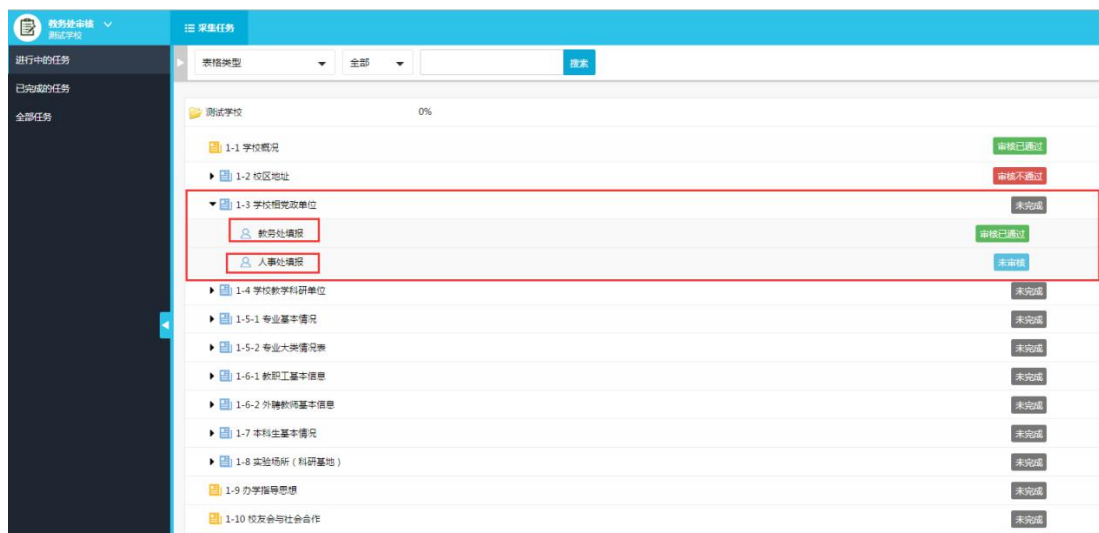 教务处审核
测试学校
采集任务
进行中的任务
已完成的任务
全部任务
表格类型 全部 搜索
测试学校 0%
1-1 学校概况 审核已通过
1-2 校区地址 审核不通过
1-3 学校相党政单位 未完成
教务处填报 审核已通过
人事处填报 未审核
1-4 学校教学科研单位 未完成
1-5-1 专业基本情况 未完成
1-5-2 专业大类情况表 未完成
1-6-1 教职工基本信息 未完成
1-6-2 外聘教师基本信息 未完成
1-7 本科生基本情况 未完成
1-8 实验场所（科研基地） 未完成
1-9 办学指导思想 未完成
1-10 校友会与社会合作 未完成